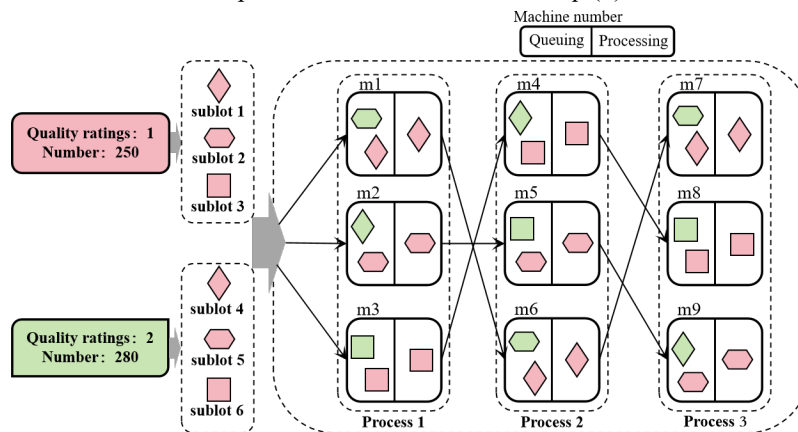 Machine number
Queuing Processing
m1 m4 m7
sublot 1
Quality ratings: 1
Number: 250
sublot 2
sublot 3
m2 m5 m8
sublot 4
Quality ratings: 2
Number: 280
sublot 5
sublot 6
m3 m6 m9
Process 1 Process 2 Process 3